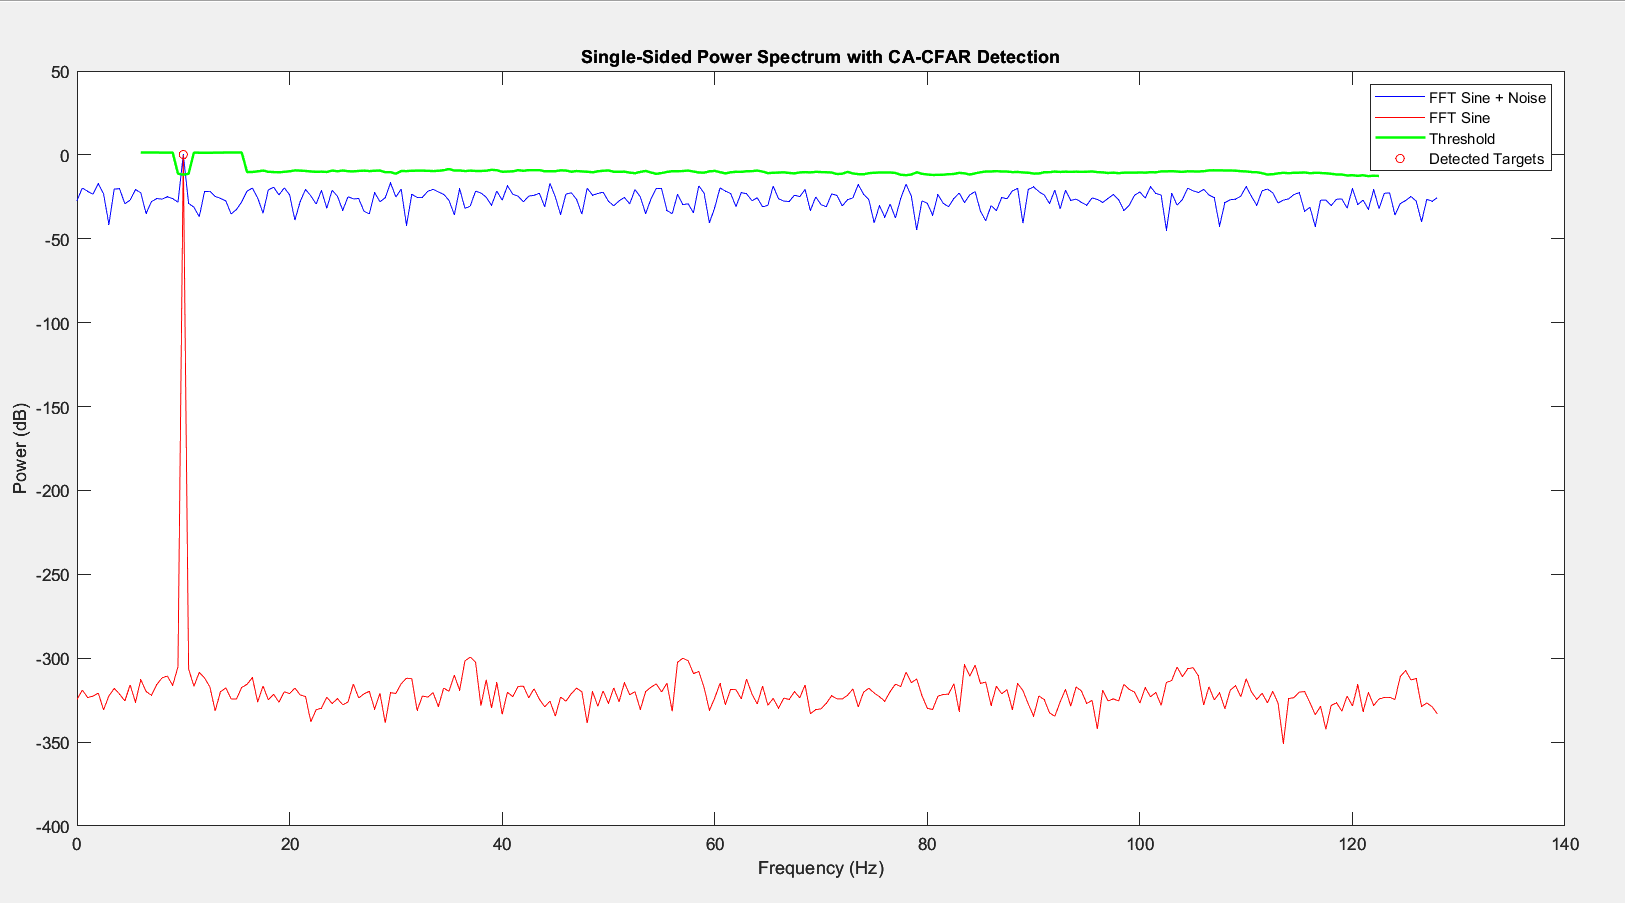 Single-Sided Power Spectrum with CA-CFAR Detection
50
0
-50
-100
-150
-200
-250
-300
-350
-400
Power (dB)
0 20 40 60 80 100 120 140
Frequency (Hz)
FFT Sine + Noise
FFT Sine
Threshold
Detected Targets